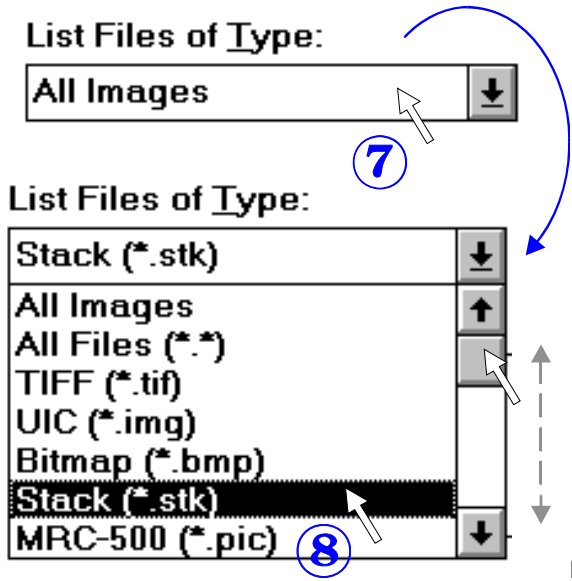 List Files of Type:
All Images
7
List Files of Type:
Stack (*.stk)
All Images
All Files (*.*)
TIFF (*.tif)
UIC (*.img)
Bitmap (*.bmp)
Stack (*.stk)
MRC-500 (*.pic)
8